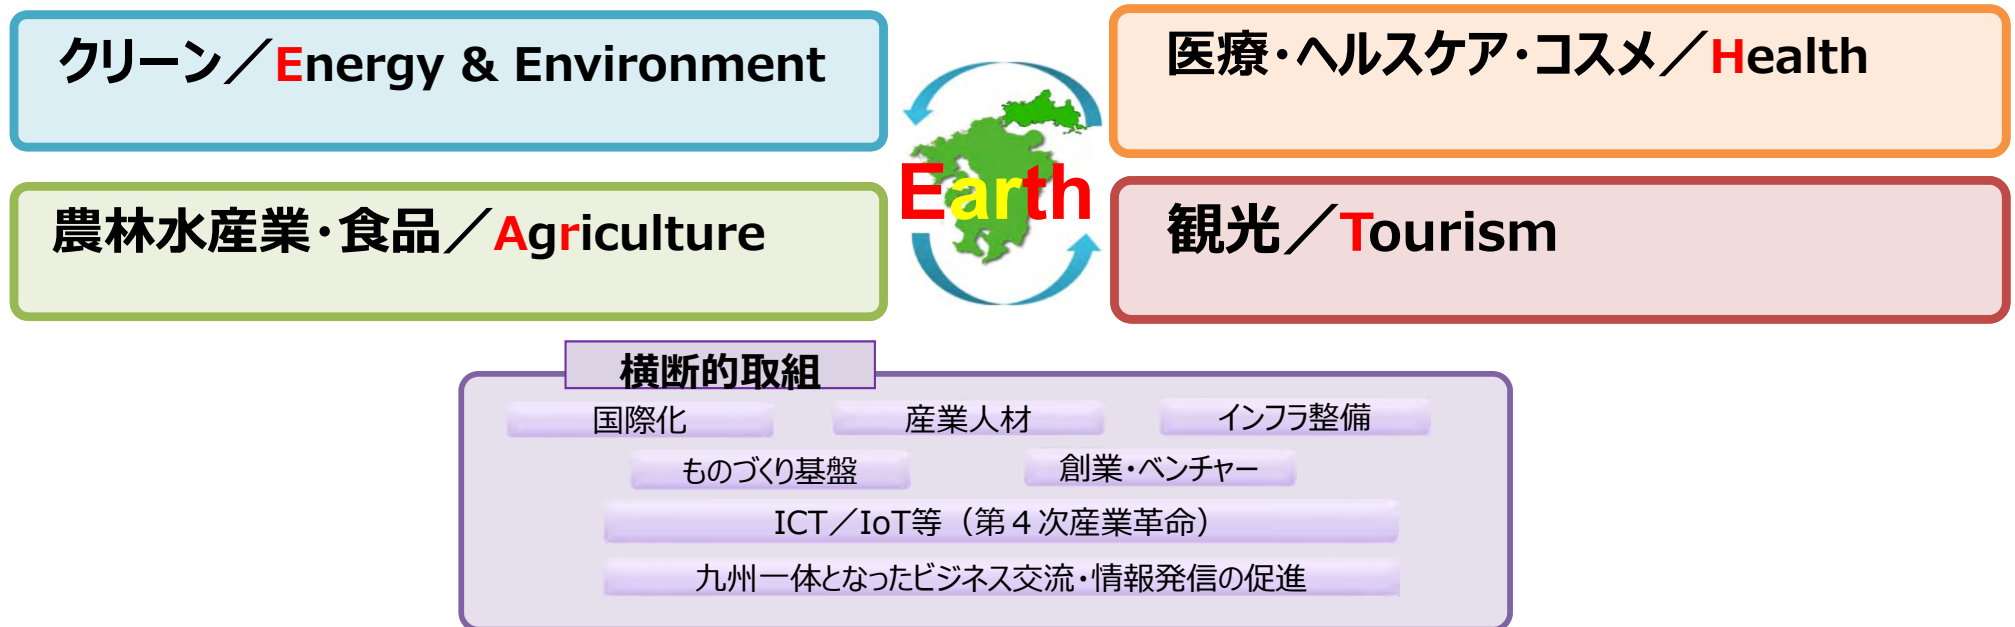 クリーン／Energy & Environment
農林水産業・食品／Agriculture
Earth
医療・ヘルスケア・コスメ／Health
観光／Tourism
横断的取組
国際化
産業人材
インフラ整備
ものづくり基盤
創業・ベンチャー
ICT／IoT等（第４次産業革命）
九州一体となったビジネス交流・情報発信の促進